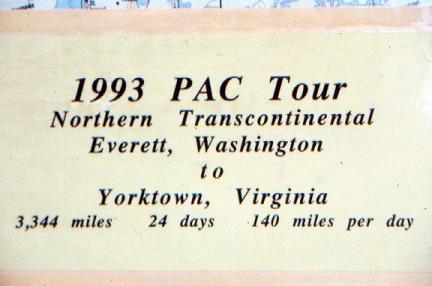 1993 PAC Tour
Northern Transcontinental
Everett, Washington
to
Yorktown, Virginia
3,344 miles 24 days 140 miles per day